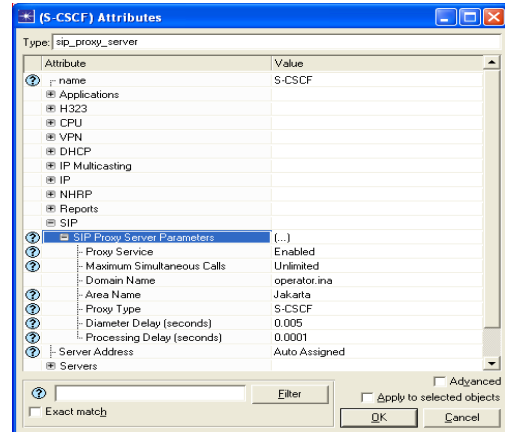 (S-CSCF) Attributes
Type: sip_proxy_server
Attribute Value
name S-CSCF
Applications
H323
CPU
VPN
DHCP
IP Multicasting
IP
NHRP
Reports
SIP
SIP Proxy Server Parameters (...)
Proxy Service Enabled
Maximum Simultaneous Calls Unlimited
Domain Name operator.ina
Area Name Jakarta
Proxy Type S-CSCF
Diameter Delay (seconds) 0.005
Processing Delay (seconds) 0.0001
Server Address Auto Assigned
Servers
Advanced
Filter Apply to selected objects
Exact match
OK Cancel